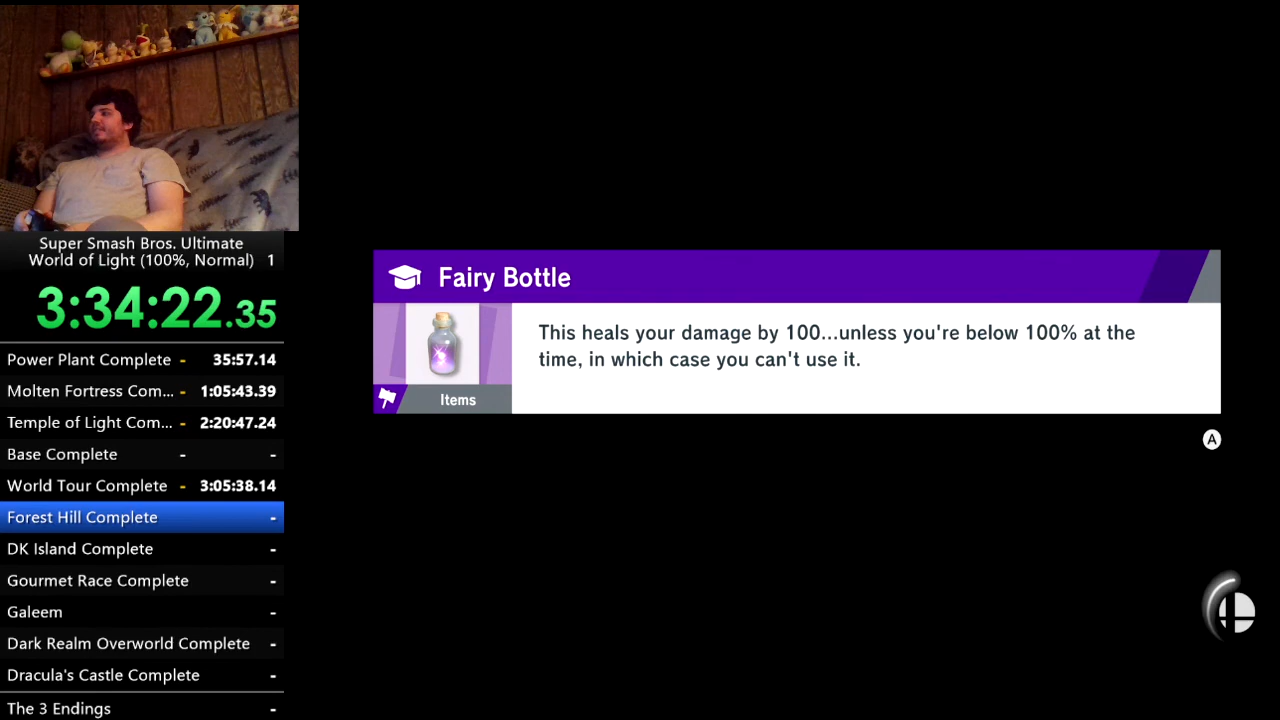 Super Smash Bros. Ultimate
World of Light (100%, Normal) 1
3:34:22.35
Power Plant Complete - 35:57.14
Molten Fortress Com... - 1:05:43.39
Temple of Light Com... - 2:20:47.24
Base Complete - -
World Tour Complete - 3:05:38.14
Forest Hill Complete -
DK Island Complete -
Gourmet Race Complete -
Galeem -
Dark Realm Overworld Complete -
Dracula's Castle Complete -
The 3 Endings -
Fairy Bottle
This heals your damage by 100...unless you're below 100% at the
time, in which case you can't use it.
Items
A